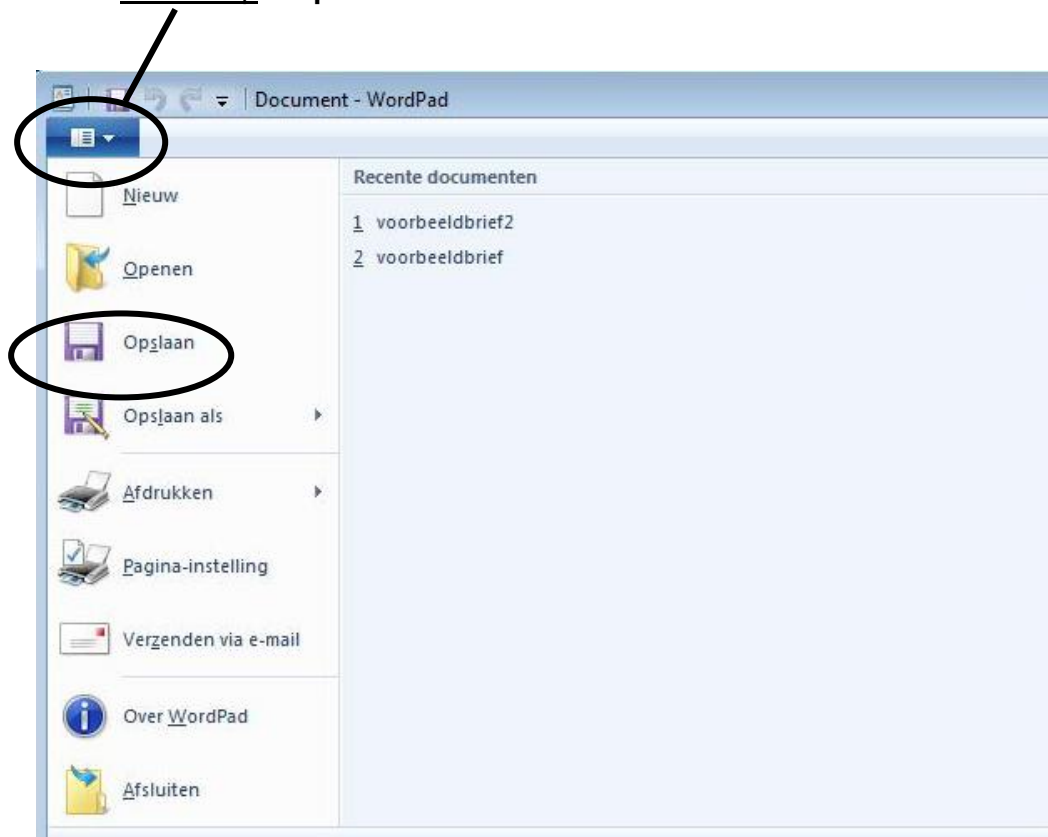 Document - WordPad
Nieuw
Openen
Opslaan
Opslaan als
Afdrukken
Pagina-instelling
Verzenden via e-mail
Over WordPad
Afsluiten
Recente documenten
1 voorbeeldbrief2
2 voorbeeldbrief